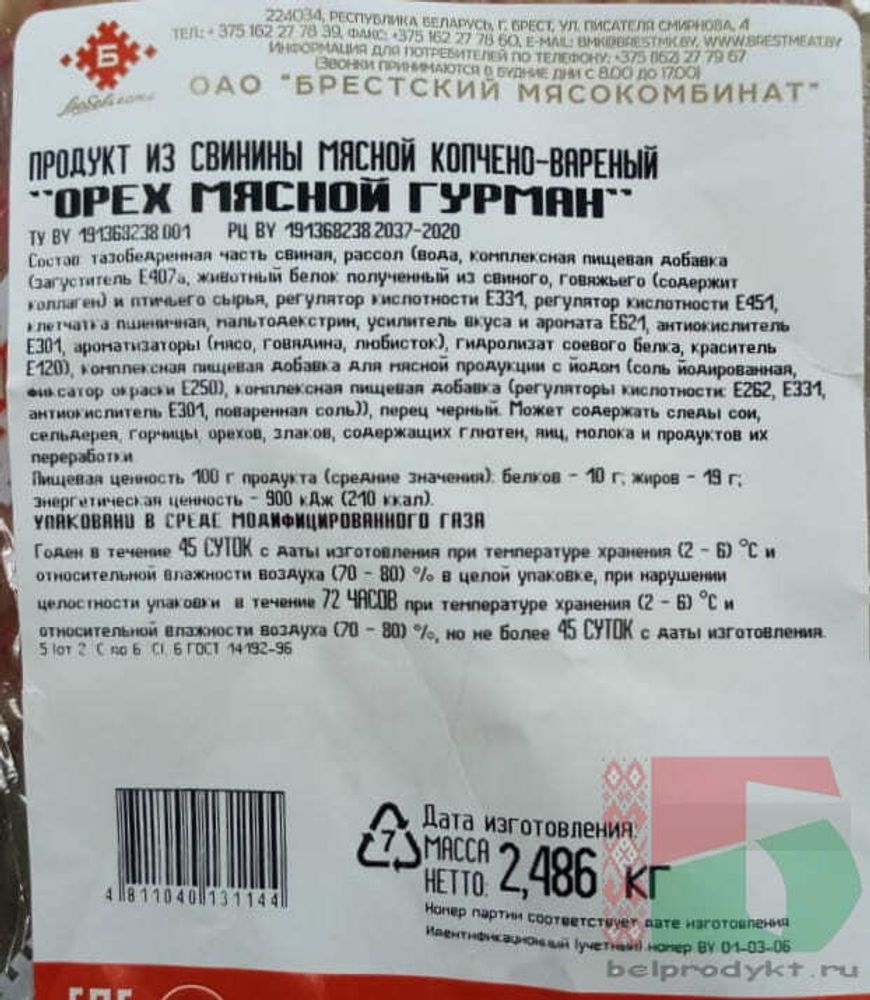 224034, РЕСПУБЛИКА БЕЛАРУСЬ, Г. БРЕСТ, УЛ. ПИСАТЕЛЯ СМИРНОВА, 4
ТЕЛ.: +375 162 27 78 39, ФАКС: +375 162 27 78 60, E-MAIL: BMK@BRESTMK.BY, WWW.BRESTMEAT.BY
ИНФОРМАЦИЯ ДЛЯ ПОТРЕБИТЕЛЕЙ ПО ТЕЛЕФОНУ: +375 (162) 27 79 67
(ЗВОНКИ ПРИНИМАЮТСЯ В БУДНИЕ ДНИ С 8.00 ДО 17.00)
Б
ОАО "БРЕСТСКИЙ МЯСОКОМБИНАТ"
ПРОДУКТ ИЗ СВИНИНЫ МЯСНОЙ КОПЧЕНО-ВАРЕНЫЙ
"ОРЕХ МЯСНОЙ ГУРМАН"
ТУ BY 191368238.001 РЦ BY 191368238.2037-2020
Состав: тазобедренная часть свиная, рассол (вода, комплексная пищевая добавка
(загуститель Е407а, животный белок полученный из свиного, говяжьего (содержит
коллаген) и птичьего сырья, регулятор кислотности Е331, регулятор кислотности Е451,
клетчатка пшеничная, мальтодекстрин, усилитель вкуса и аромата Е621, антиокислитель
Е301, ароматизаторы (мясо, говядина, любисток), гидролизат соевого белка, краситель
Е120), комплексная пищевая добавка для мясной продукции с йодом (соль йодированная,
фиксатор окраски Е250), комплексная пищевая добавка (регуляторы кислотности: Е262, Е331,
антиокислитель Е301, поваренная соль)), перец черный. Может содержать следы сои,
сельдерея, горчицы, орехов, злаков, содержащих глютен, яиц, молока и продуктов их
переработки.
Пищевая ценность 100 г продукта (средние значения): белков - 10 г; жиров - 19 г;
энергетическая ценность - 900 кДж (210 ккал).
УПАКОВАНО В СРЕДЕ МОДИФИЦИРОВАННОГО ГАЗА
Годен в течение 45 СУТОК с даты изготовления при температуре хранения (2 - 6) °С и
относительной влажности воздуха (70 - 80) % в целой упаковке, при нарушении
целостности упаковки в течение 72 ЧАСОВ при температуре хранения (2 - 6) °С и
относительной влажности воздуха (70 - 80) %, но не более 45 СУТОК с даты изготовления.
5 lot 2 С по 6 Cl. 6 ГОСТ 14192-96
4 811040 131144
7
Дата изготовления:
МАССА
НЕТТО: 2,486 кг
Номер партии соответствует дате изготовления
Идентификационный (учетный) номер BY 01-03-06
belprodykt.ru